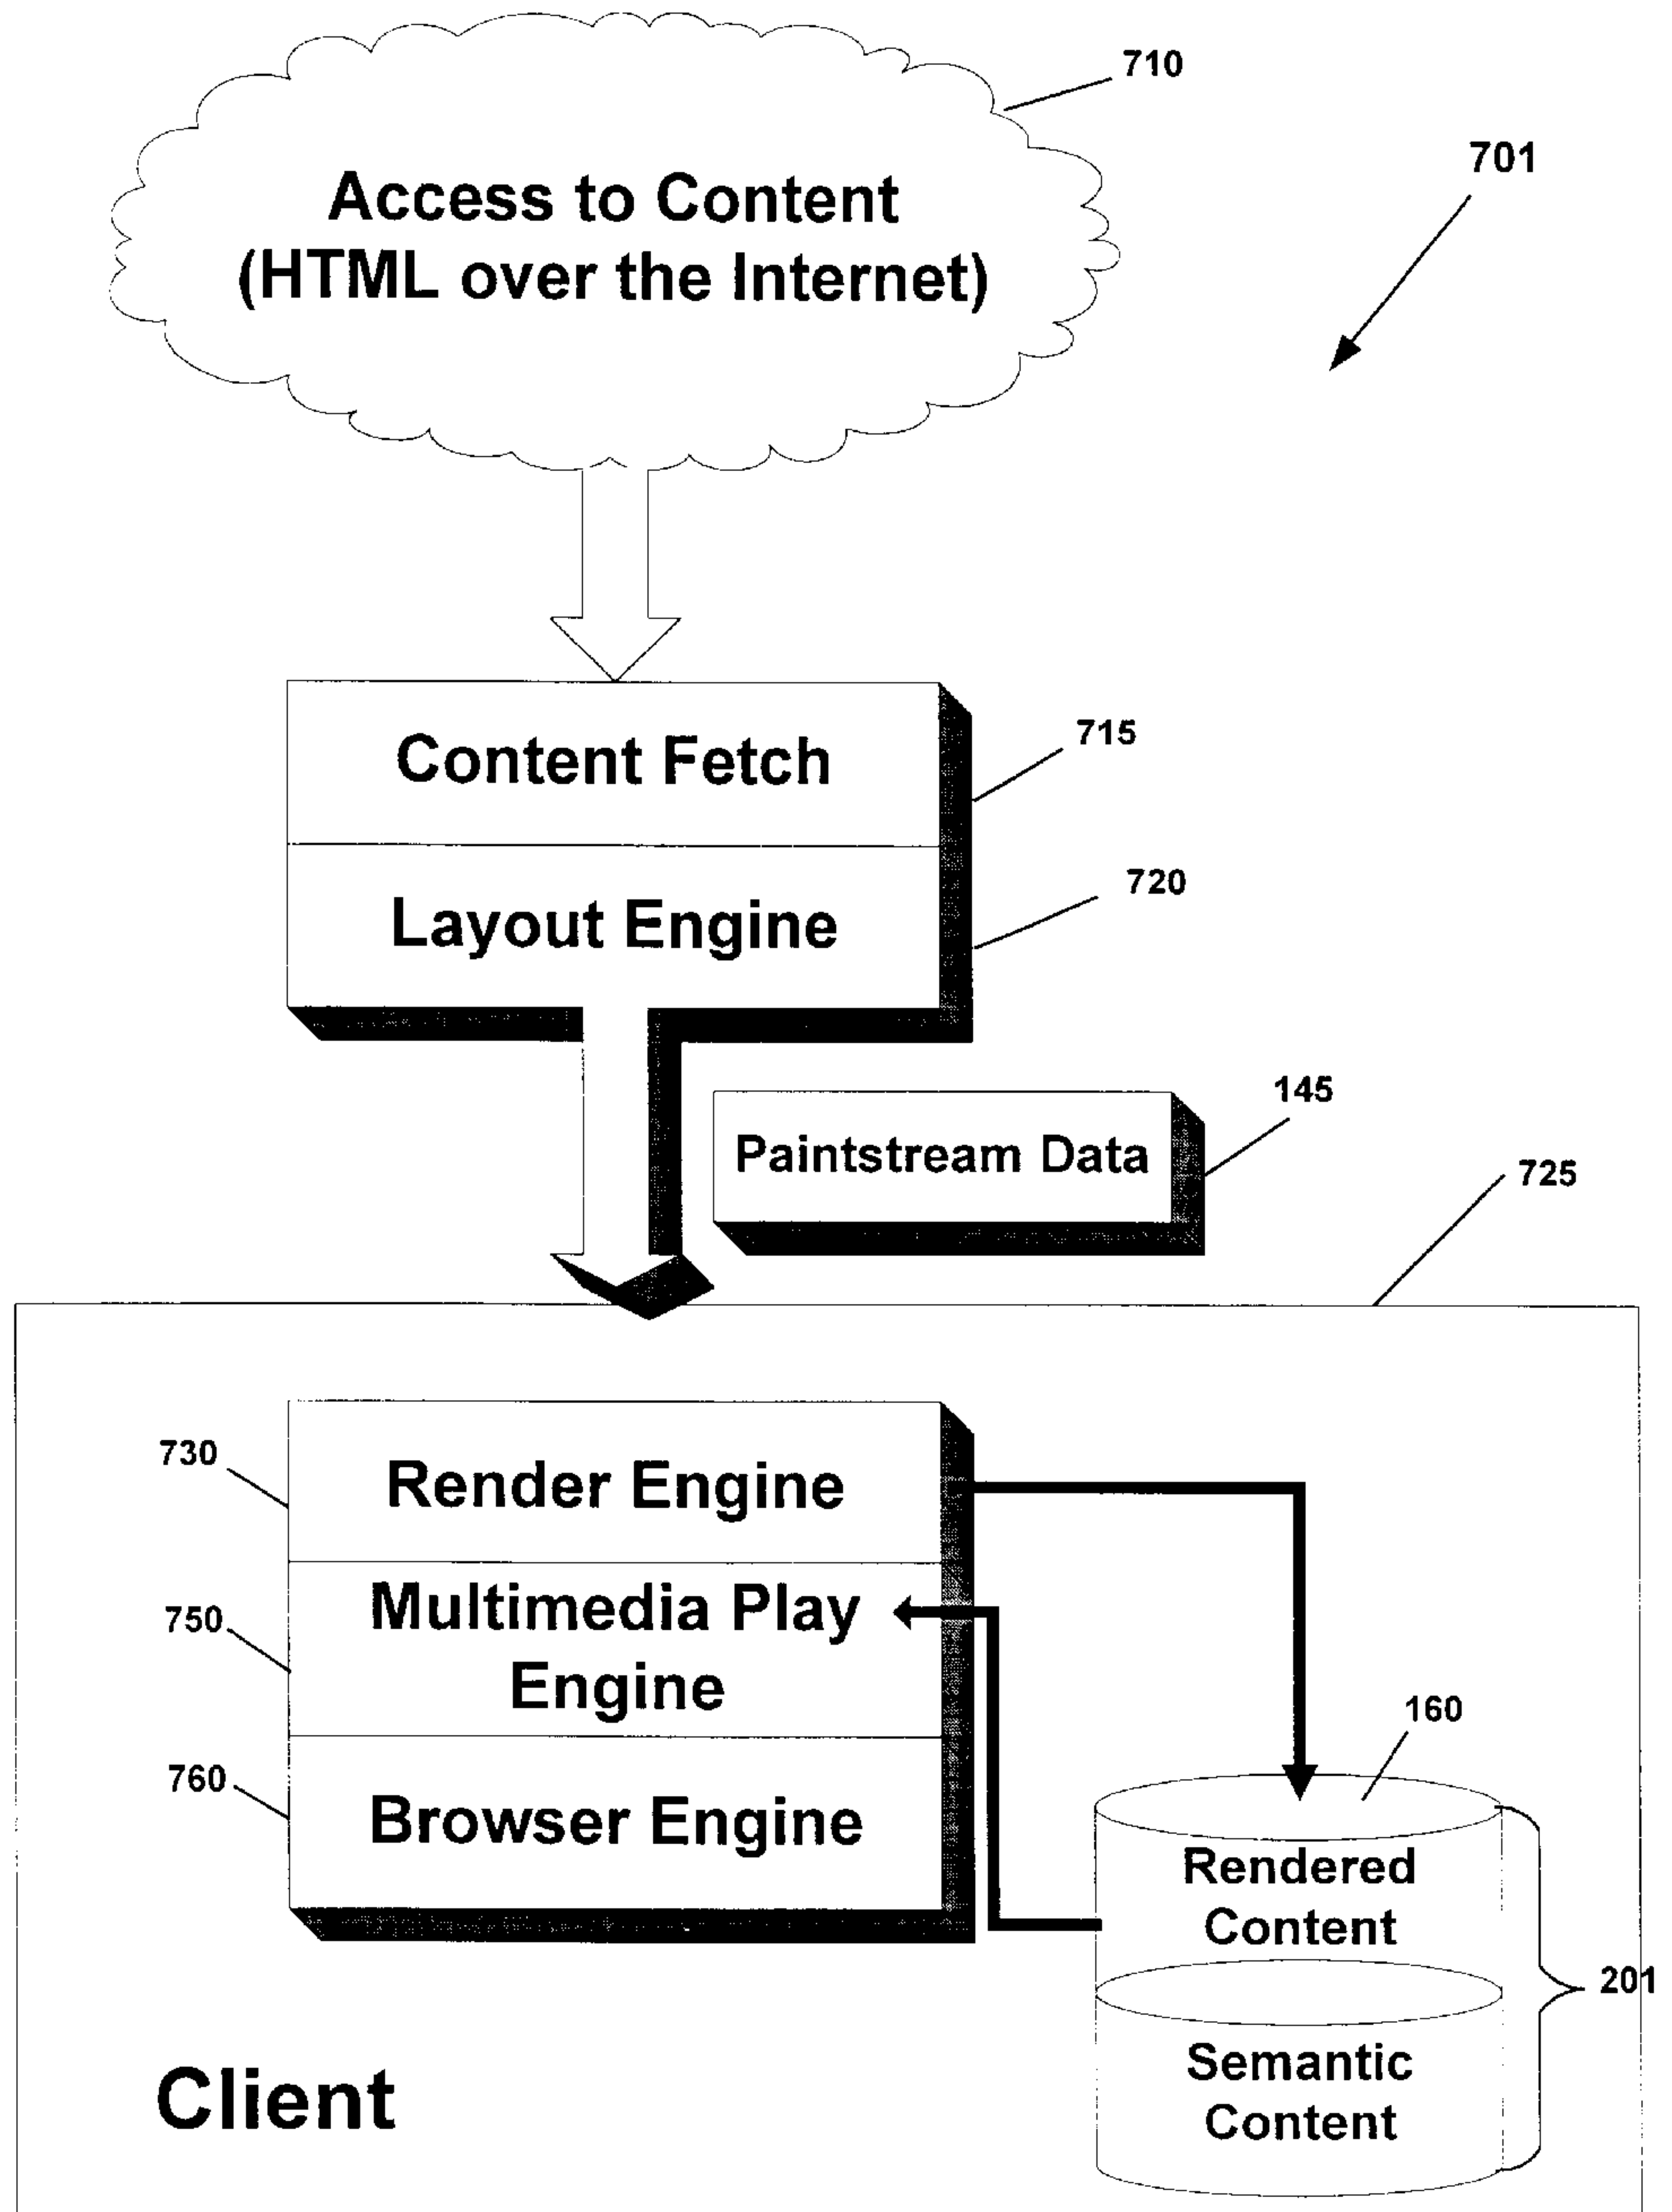 710
701
Access to Content
(HTML over the Internet)
715
Content Fetch
720
Layout Engine
145
Paintstream Data
725
730
Render Engine
750
Multimedia Play
Engine
160
760
Browser Engine
Rendered
Content
201
Semantic
Content
Client